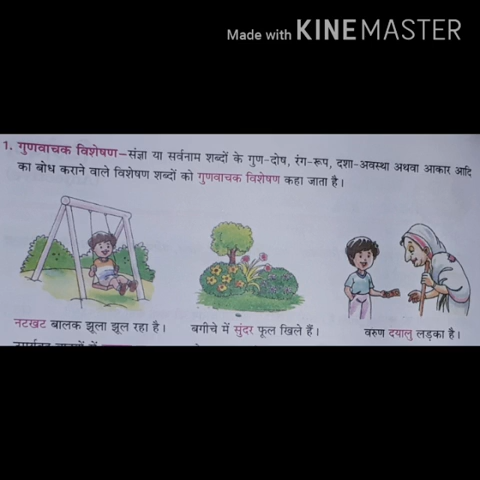 Made with KINEMASTER
1. गुणवाचक विशेषण–संज्ञा या सर्वनाम शब्दों के गुण-दोष, रंग-रूप, दशा-अवस्था अथवा आकार आदि
का बोध कराने वाले विशेषण शब्दों को गुणवाचक विशेषण कहा जाता है।
नटखट बालक झूला झूल रहा है।
बगीचे में सुंदर फूल खिले हैं।
वरुण दयालु लड़का है।